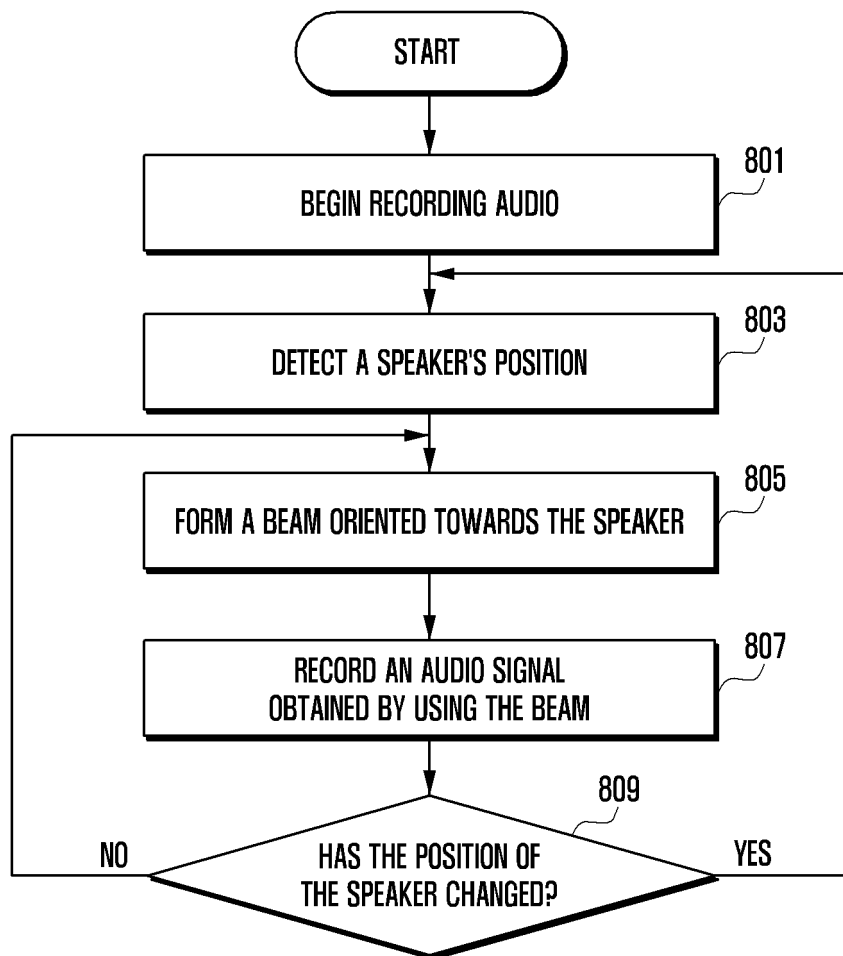 START
801
BEGIN RECORDING AUDIO
803
DETECT A SPEAKER'S POSITION
805
FORM A BEAM ORIENTED TOWARDS THE SPEAKER
807
RECORD AN AUDIO SIGNAL
OBTAINED BY USING THE BEAM
809
NO
HAS THE POSITION OF
THE SPEAKER CHANGED?
YES